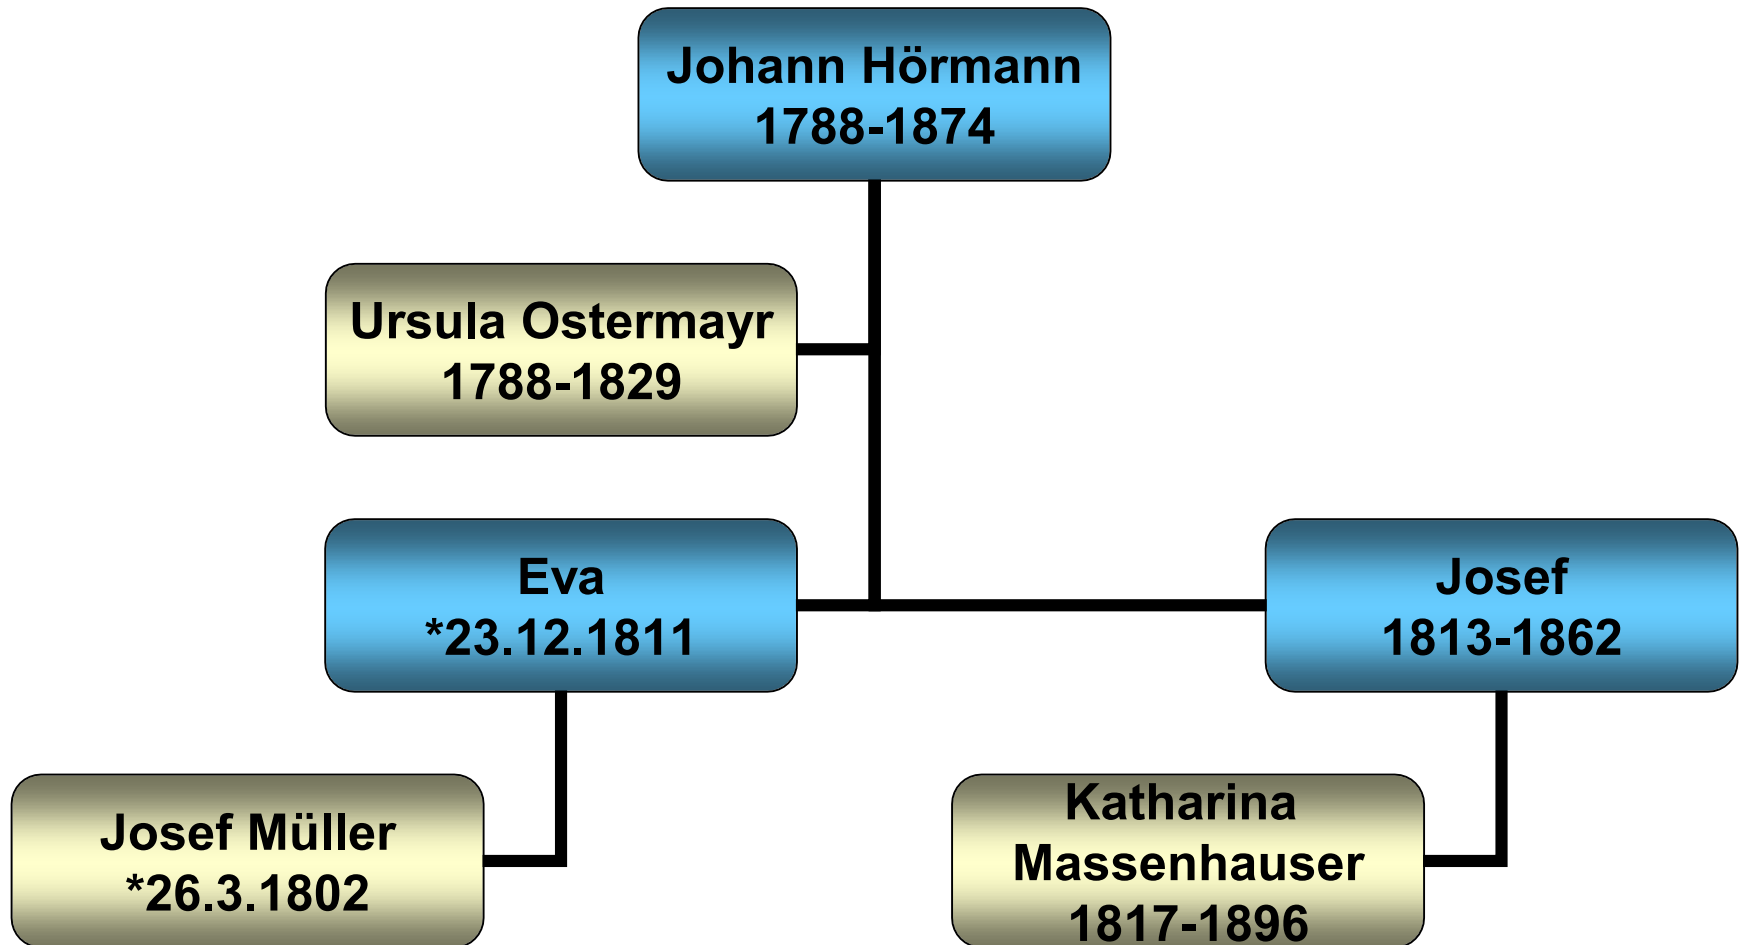 Johann Hörmann
1788-1874
Ursula Ostermayr
1788-1829
Eva
*23.12.1811
Josef
1813-1862
Josef Müller
*26.3.1802
Katharina
Massenhauser
1817-1896